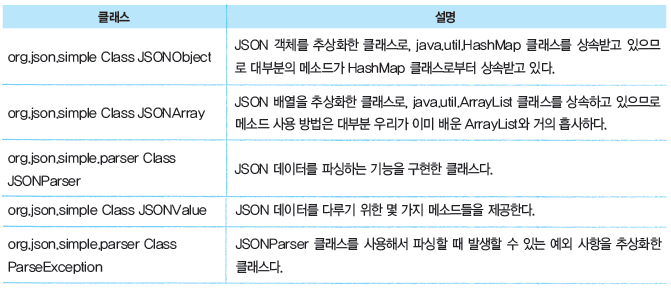 클래스 설명
org.json.simple Class JSONObject
JSON 객체를 추상화한 클래스로, java.util.HashMap 클래스를 상속받고 있으므
로 대부분의 메소드가 HashMap 클래스로부터 상속받고 있다.
org.json.simple Class JSONArray
JSON 배열을 추상화한 클래스로, java.util.ArrayList 클래스를 상속하고 있으므로
메소드 사용 방법은 대부분 우리가 이미 배운 ArrayList와 거의 흡사하다.
org.json.simple.parser Class
JSONParser
JSON 데이터를 파싱하는 기능을 구현한 클래스다.
org.json.simple Class JSONValue
JSON 데이터를 다루기 위한 몇 가지 메소드들을 제공한다.
org.json.simple.parser Class
ParseException
JSONParser 클래스를 사용해서 파싱할 때 발생할 수 있는 예외 사항을 추상화한
클래스다.